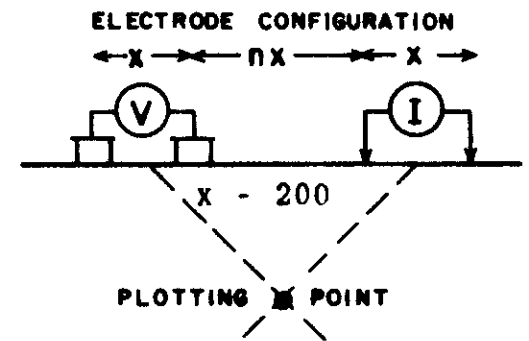 ELECTRODE CONFIGURATION
X nX X
V I
X - 200
PLOTTING POINT